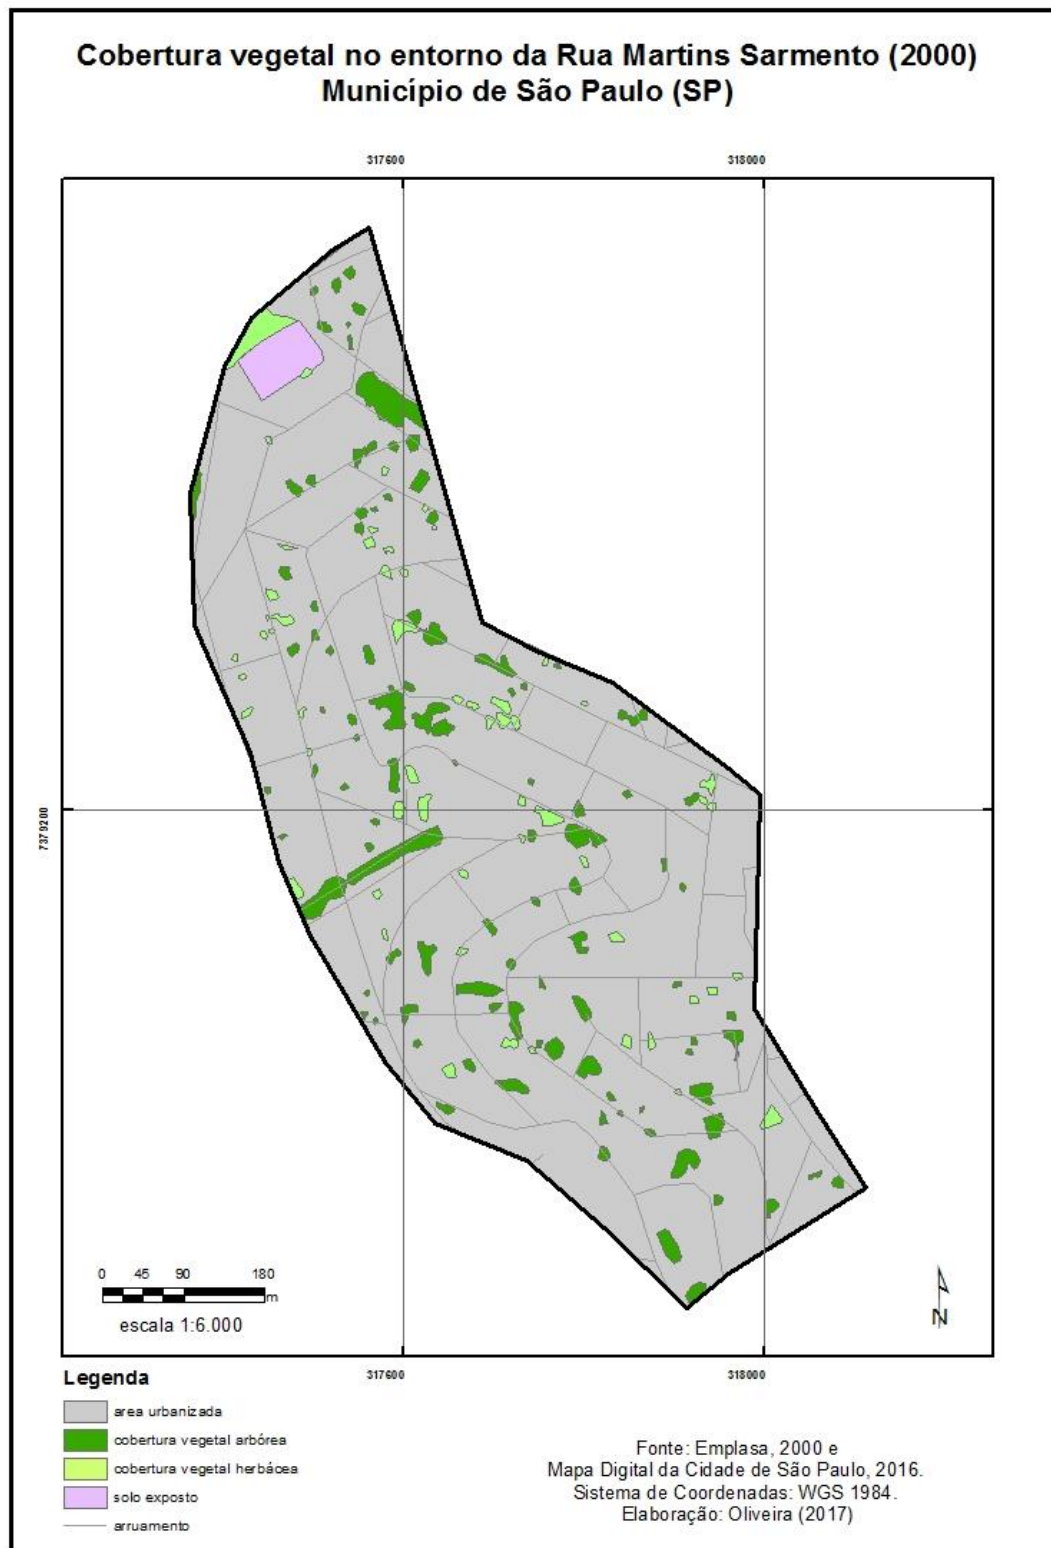 Cobertura vegetal no entorno da Rua Martins Sarmento (2000)
Município de São Paulo (SP)
317600 318000
7379200
0 45 90 180
m
escala 1:6.000
N
317600 318000
Legenda
area urbanizada
cobertura vegetal arbórea
cobertura vegetal herbácea
solo exposto
arruamento
Fonte: Emplasa, 2000 e
Mapa Digital da Cidade de São Paulo, 2016.
Sistema de Coordenadas: WGS 1984.
Elaboração: Oliveira (2017)